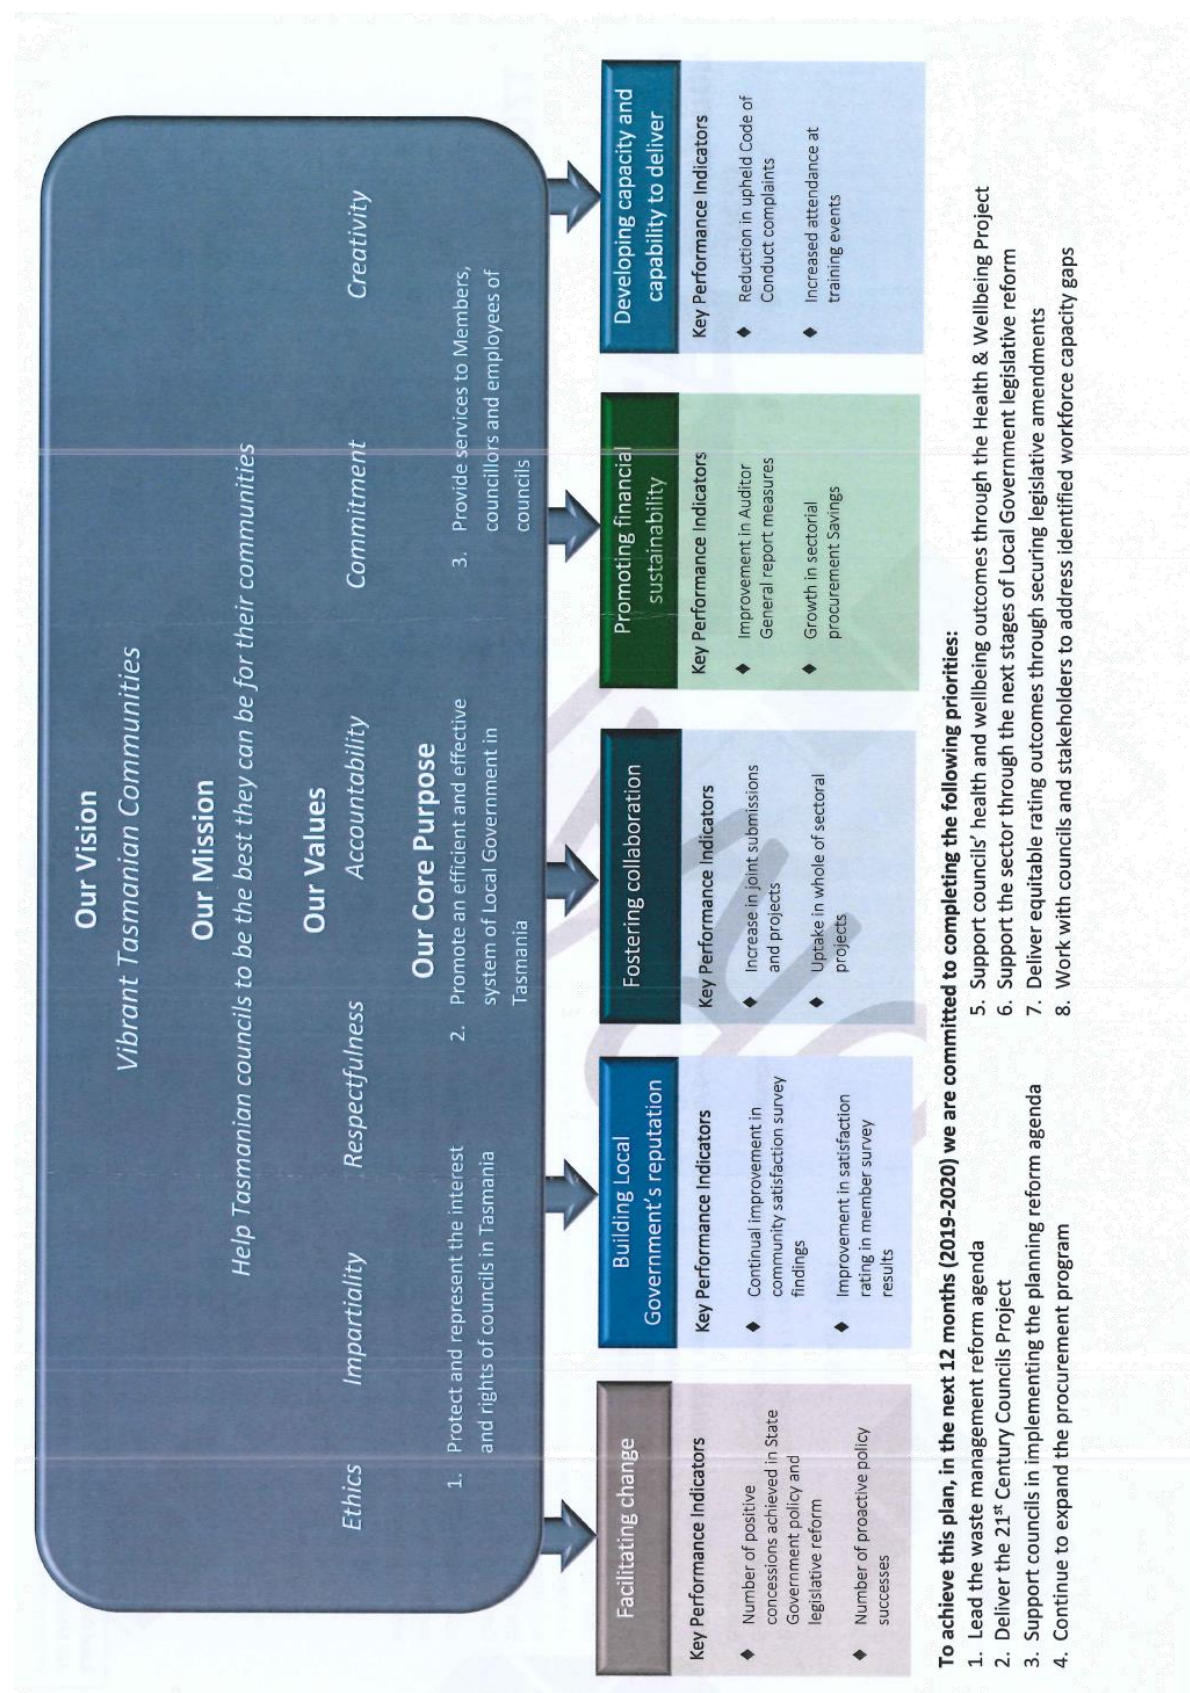 Our Vision
Vibrant Tasmanian Communities
Our Mission
Help Tasmanian councils to be the best they can be for their communities
Our Values
Ethics Impartiality Respectfulness Accountability Commitment Creativity
Our Core Purpose
1. Protect and represent the interest
and rights of councils in Tasmania
2. Promote an efficient and effective
system of Local Government in
Tasmania
3. Provide services to Members,
councillors and employees of
councils
Facilitating change
Key Performance Indicators
♦ Number of positive
concessions achieved in State
Government policy and
legislative reform
♦ Number of proactive policy
successes
Building Local
Government's reputation
Key Performance Indicators
♦ Continual improvement in
community satisfaction survey
findings
♦ Improvement in satisfaction
rating in member survey
results
Fostering collaboration
Key Performance Indicators
♦ Increase in joint submissions
and projects
♦ Uptake in whole of sectoral
projects
Promoting financial
sustainability
Key Performance Indicators
♦ Improvement in Auditor
General report measures
♦ Growth in sectorial
procurement Savings
Developing capacity and
capability to deliver
Key Performance Indicators
♦ Reduction in upheld Code of
Conduct complaints
♦ Increased attendance at
training events
To achieve this plan, in the next 12 months (2019-2020) we are committed to completing the following priorities:
1. Lead the waste management reform agenda
2. Deliver the 21st Century Councils Project
3. Support councils in implementing the planning reform agenda
4. Continue to expand the procurement program
5. Support councils' health and wellbeing outcomes through the Health & Wellbeing Project
6. Support the sector through the next stages of Local Government legislative reform
7. Deliver equitable rating outcomes through securing legislative amendments
8. Work with councils and stakeholders to address identified workforce capacity gaps